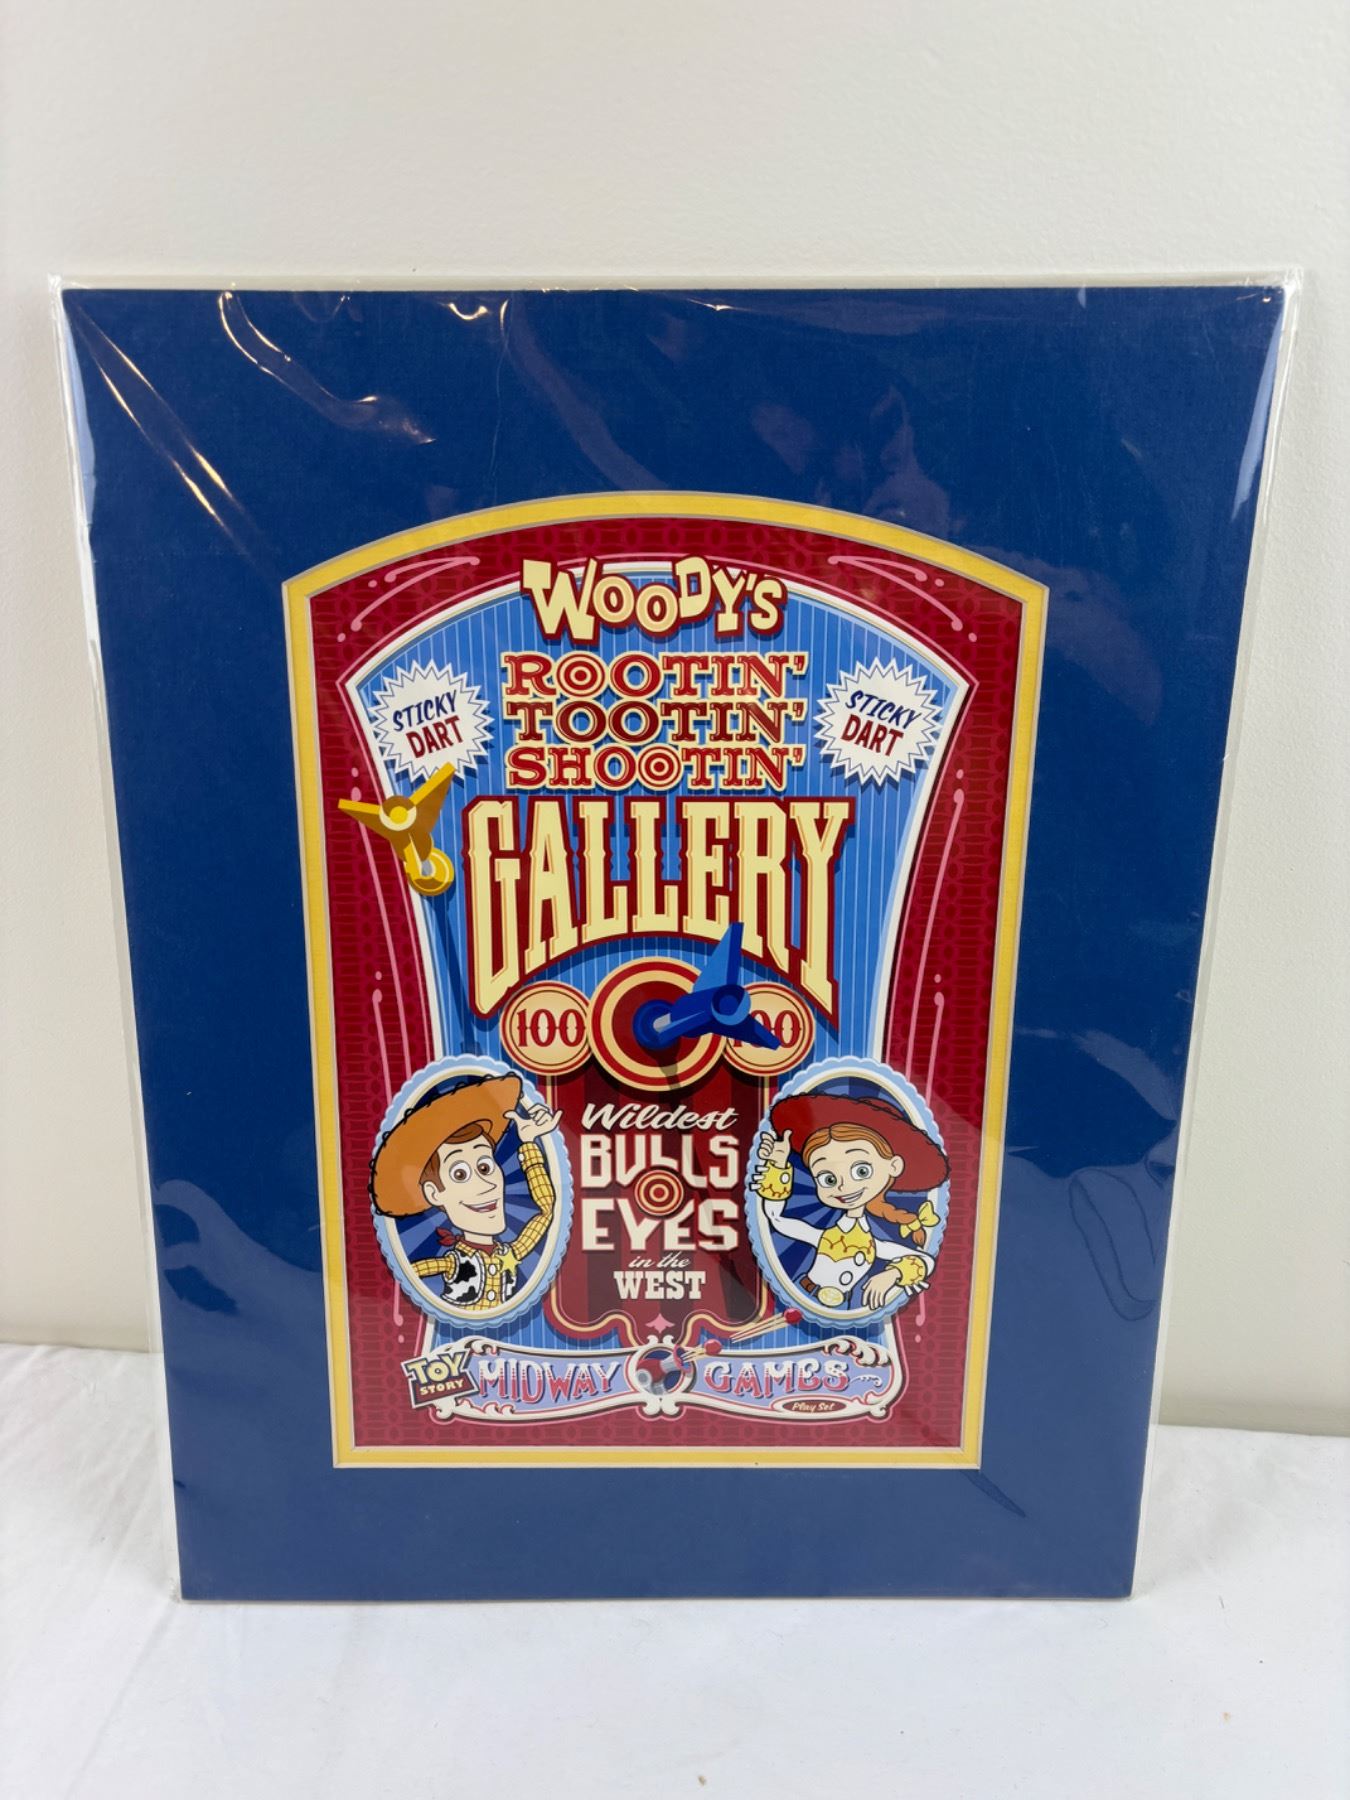 WOODY'S
ROOTIN'
TOOTIN'
SHOOTIN'
STICKY
DART
STICKY
DART
GALLERY
100
100
Wildest
BULLS
EYES
in the
WEST
TOY
STORY
MIDWAY GAMES
Play Set